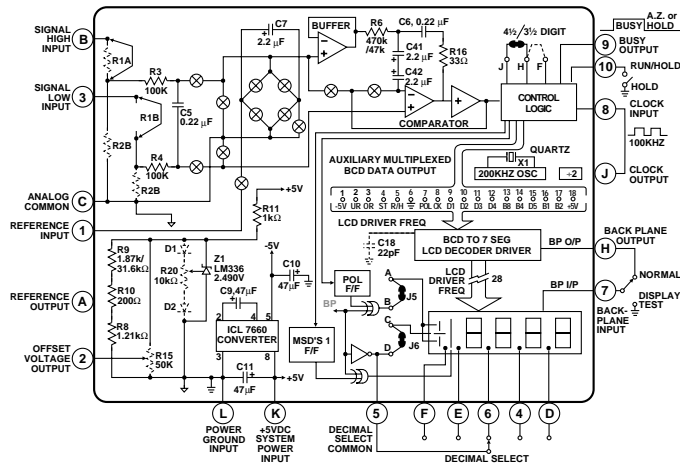 SIGNAL HIGH INPUT
B
R1A
R3
100K
C7
2.2 µF
BUFFER
R6
470k
/47k
C6, 0.22 µF
C41
2.2 µF
C42
2.2 µF
R16
33Ω
4½/3½ DIGIT
J
H
F
BUSY
A.Z. or HOLD
9
BUSY OUTPUT
10
RUN/HOLD
HOLD
SIGNAL LOW INPUT
3
C5
0.22 µF
R1B
R2B
R4
100K
R2B
COMPARATOR
CONTROL LOGIC
8
CLOCK INPUT
100KHZ
J
CLOCK OUTPUT
ANALOG COMMON
C
REFERENCE INPUT
1
AUXILIARY MULTIPLEXED BCD DATA OUTPUT
QUARTZ
X1
200KHZ OSC
÷2
1 2 3 4 5 6 7 8 9 10 11 12 13 14 15 16 17 18
-5V UR OR ST R/H POL CK D1 D2 D3 D4 D5 B8 B4 B2 B1 +5V
+5V
R11
1kΩ
LCD DRIVER FREQ
C18
22pF
BCD TO 7 SEG LCD DECODER DRIVER
BP O/P
H
BACK PLANE OUTPUT
LCD DRIVER FREQ
28
BP I/P
7
NORMAL
DISPLAY TEST
BACK-PLANE INPUT
R9
1.87k/
31.6k
R10
200Ω
R8
1.21kΩ
REFERENCE OUTPUT
A
D1
R20
10kΩ
D2
Z1
LM336
2.490V
-5V
C10
47µF
C9,47µF
2
4
5
ICL 7660 CONVERTER
3
8
C11
47µF
+5V
POL F/F
BP
MSD'S 1 F/F
A
B
J5
C
D
J6
OFFSET VOLTAGE OUTPUT
2
R15
50K
L
K
5
F
E
6
4
D
POWER GROUND INPUT
+5VDC SYSTEM POWER INPUT
DECIMAL SELECT COMMON
DECIMAL SELECT